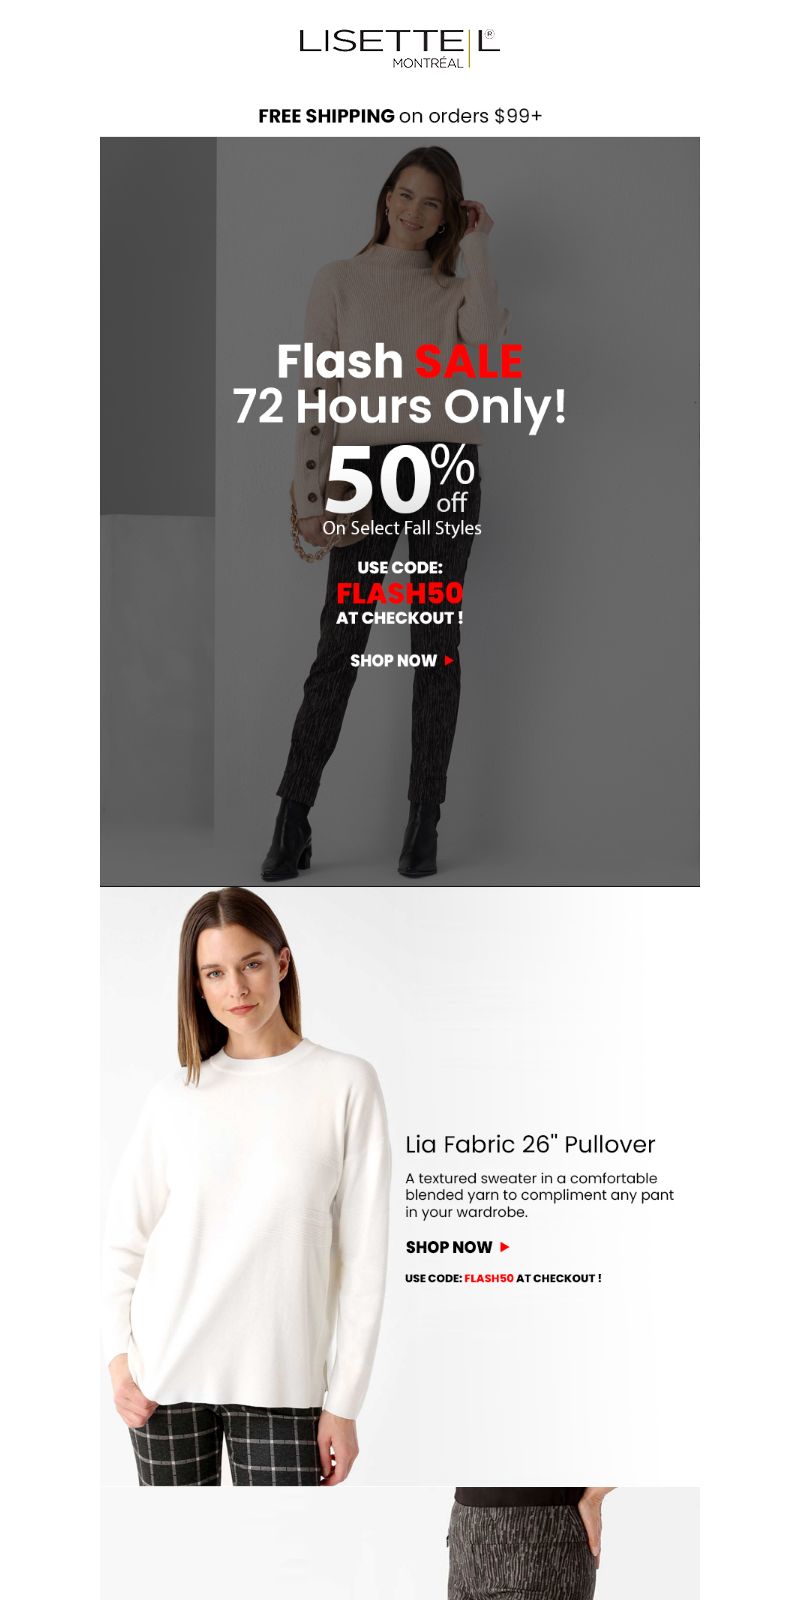 LISETTE L®
MONTRÉAL
FREE SHIPPING on orders $99+
Flash SALE
72 Hours Only!
50% off
On Select Fall Styles
USE CODE:
FLASH50
AT CHECKOUT !
SHOP NOW
Lia Fabric 26" Pullover
A textured sweater in a comfortable
blended yarn to compliment any pant
in your wardrobe.
SHOP NOW
USE CODE: FLASH50 AT CHECKOUT !